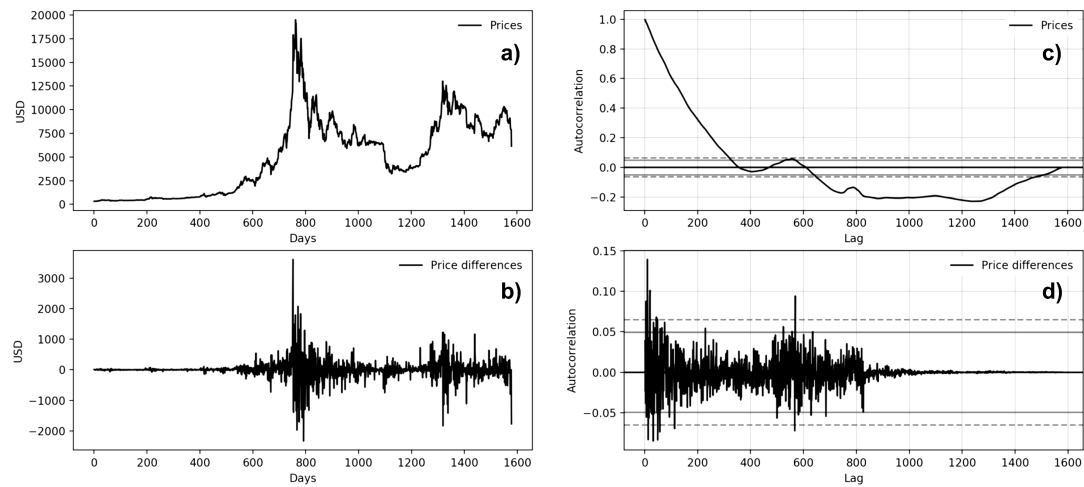 20000
17500
15000
12500
10000
7500
5000
2500
0
USD
0 200 400 600 800 1000 1200 1400 1600
Days
Prices
a)
1.0
0.8
0.6
0.4
0.2
0.0
−0.2
Autocorrelation
0 200 400 600 800 1000 1200 1400 1600
Lag
Prices
c)
3000
2000
1000
0
−1000
−2000
USD
0 200 400 600 800 1000 1200 1400 1600
Days
Price differences
b)
0.15
0.10
0.05
0.00
−0.05
Autocorrelation
0 200 400 600 800 1000 1200 1400 1600
Lag
Price differences
d)